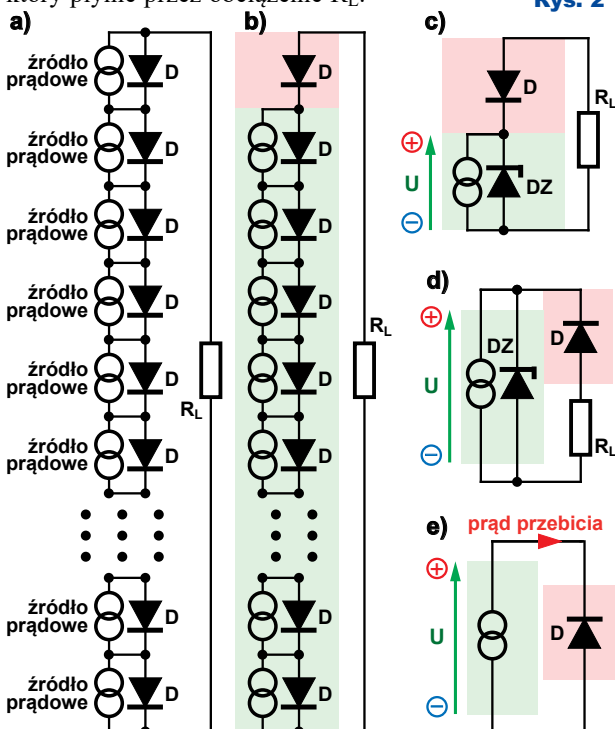 który płynie przez obciążenie RL.
Rys. 2
a)
źródło
prądowe
D
źródło
prądowe
D
źródło
prądowe
D
źródło
prądowe
D
źródło
prądowe
D
źródło
prądowe
D
źródło
prądowe
D
źródło
prądowe
D
RL
b)
D
D
D
D
D
D
D
D
RL
c)
D
RL
+
U
−
DZ
d)
+
U
−
DZ
D
RL
e)
prąd przebicia
+
U
−
D